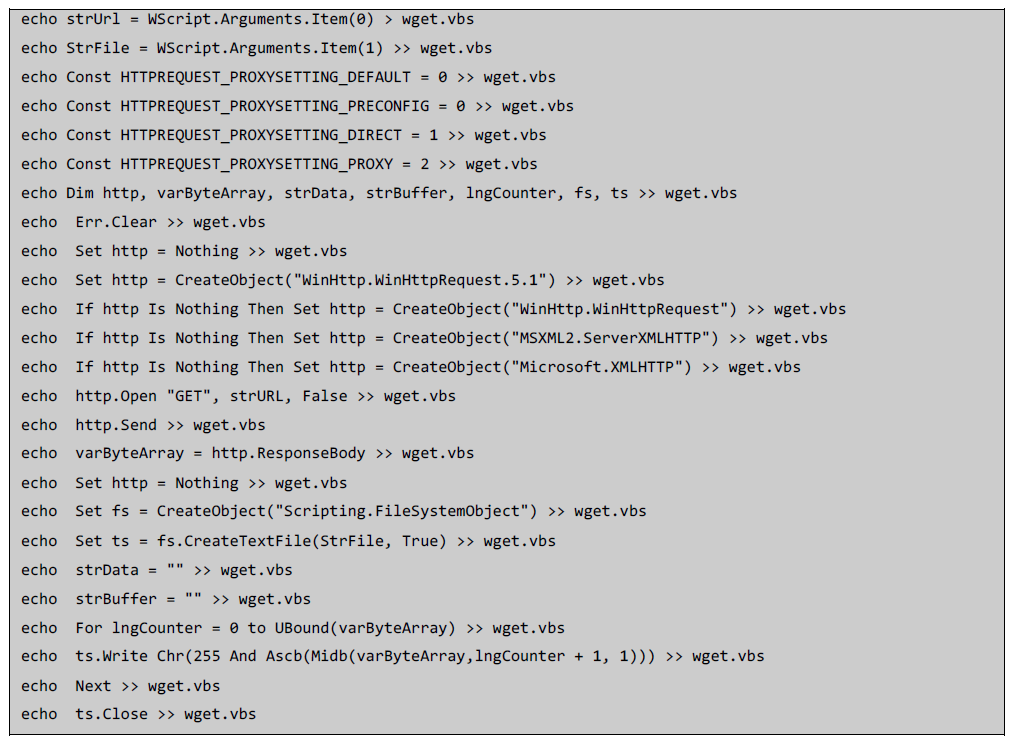 echo strUrl = WScript.Arguments.Item(0) > wget.vbs
echo StrFile = WScript.Arguments.Item(1) >> wget.vbs
echo Const HTTPREQUEST_PROXYSETTING_DEFAULT = 0 >> wget.vbs
echo Const HTTPREQUEST_PROXYSETTING_PRECONFIG = 0 >> wget.vbs
echo Const HTTPREQUEST_PROXYSETTING_DIRECT = 1 >> wget.vbs
echo Const HTTPREQUEST_PROXYSETTING_PROXY = 2 >> wget.vbs
echo Dim http, varByteArray, strData, strBuffer, lngCounter, fs, ts >> wget.vbs
echo  Err.Clear >> wget.vbs
echo  Set http = Nothing >> wget.vbs
echo  Set http = CreateObject("WinHttp.WinHttpRequest.5.1") >> wget.vbs
echo  If http Is Nothing Then Set http = CreateObject("WinHttp.WinHttpRequest") >> wget.vbs
echo  If http Is Nothing Then Set http = CreateObject("MSXML2.ServerXMLHTTP") >> wget.vbs
echo  If http Is Nothing Then Set http = CreateObject("Microsoft.XMLHTTP") >> wget.vbs
echo  http.Open "GET", strURL, False >> wget.vbs
echo  http.Send >> wget.vbs
echo  varByteArray = http.ResponseBody >> wget.vbs
echo  Set http = Nothing >> wget.vbs
echo  Set fs = CreateObject("Scripting.FileSystemObject") >> wget.vbs
echo  Set ts = fs.CreateTextFile(StrFile, True) >> wget.vbs
echo  strData = "" >> wget.vbs
echo  strBuffer = "" >> wget.vbs
echo  For lngCounter = 0 to UBound(varByteArray) >> wget.vbs
echo  ts.Write Chr(255 And Ascb(Midb(varByteArray,lngCounter + 1, 1))) >> wget.vbs
echo  Next >> wget.vbs
echo  ts.Close >> wget.vbs